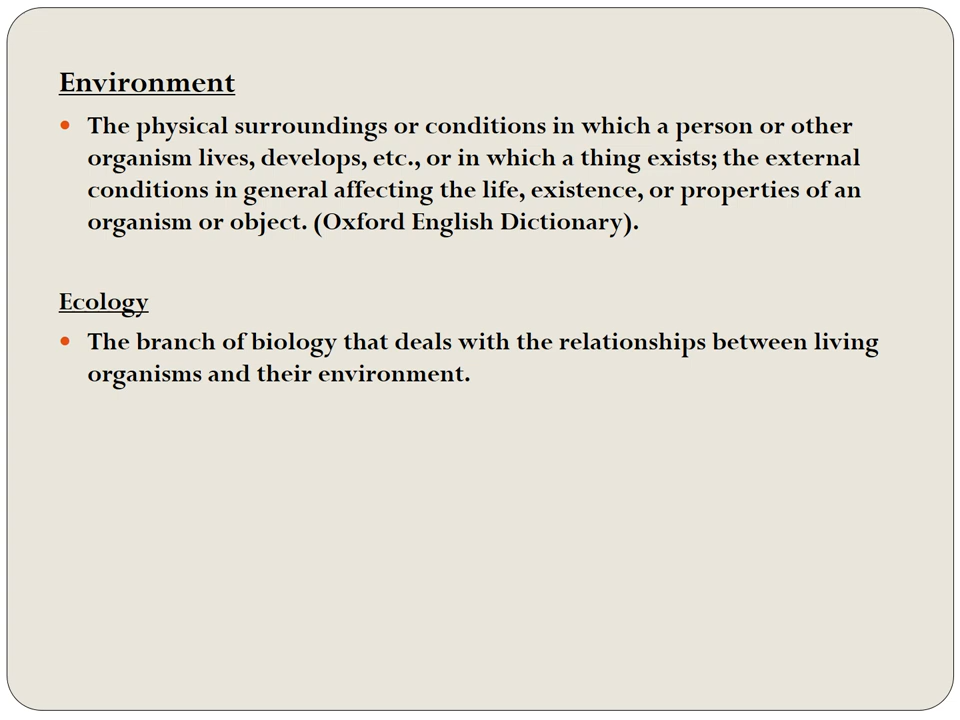 Environment
• The physical surroundings or conditions in which a person or other
organism lives, develops, etc., or in which a thing exists; the external
conditions in general affecting the life, existence, or properties of an
organism or object. (Oxford English Dictionary).
Ecology
• The branch of biology that deals with the relationships between living
organisms and their environment.